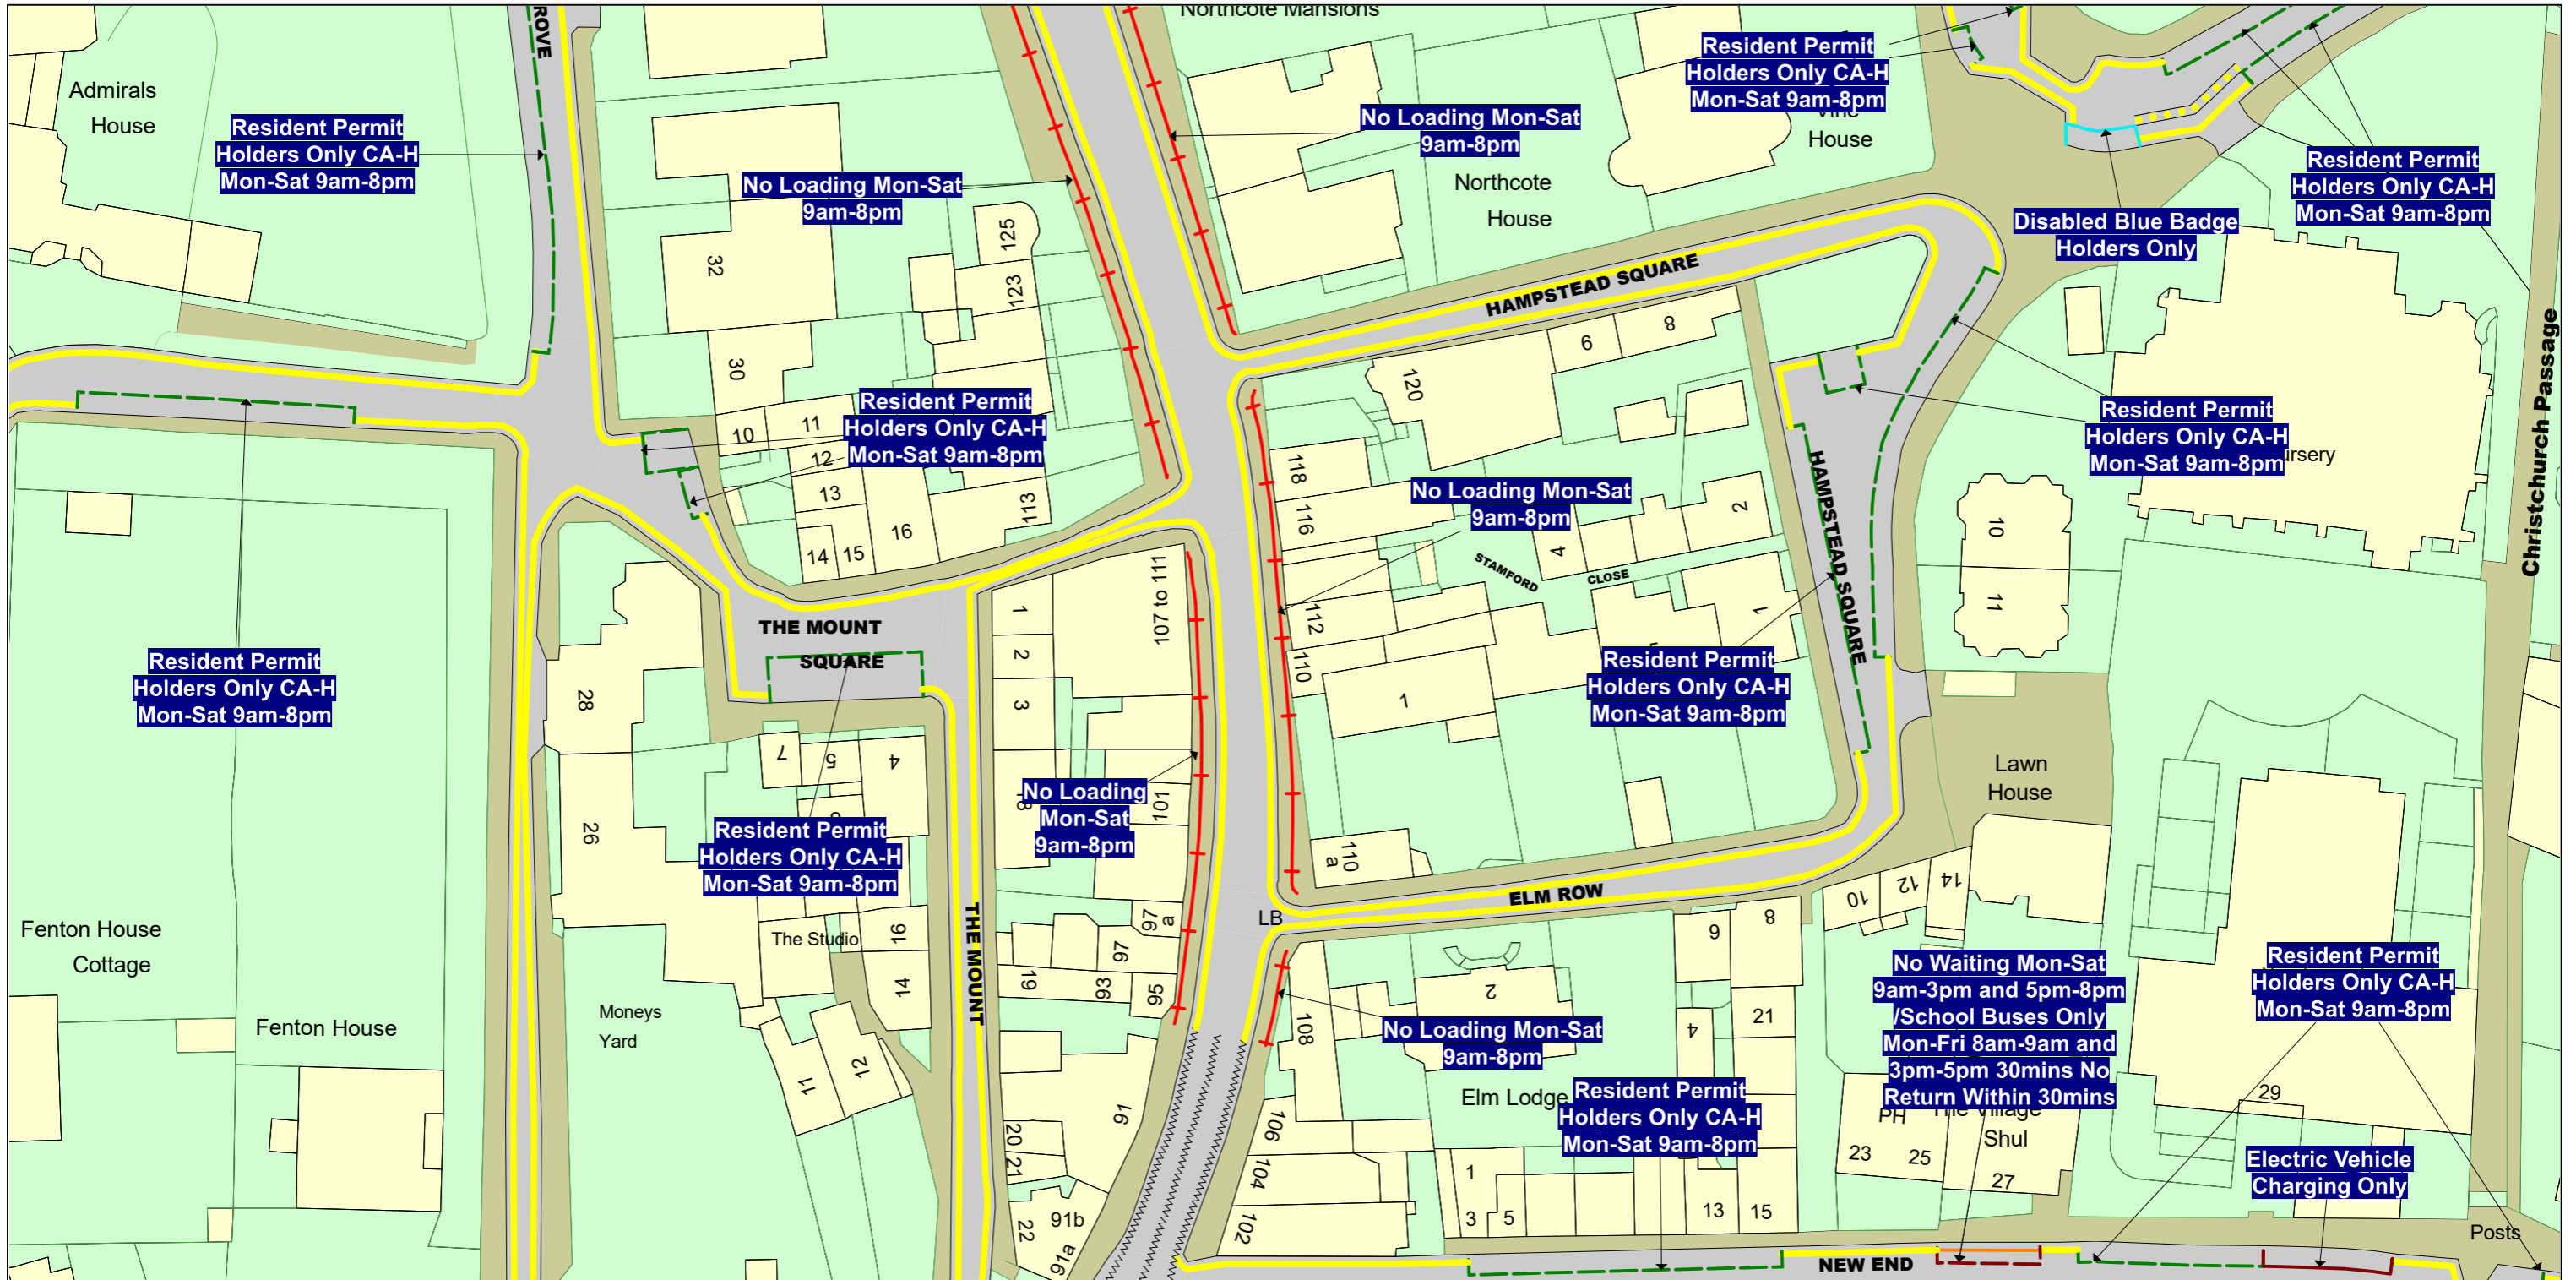 Northcote Mansions
ROVE
Admirals
House
Resident Permit
Holders Only CA-H
Mon-Sat 9am-8pm
No Loading Mon-Sat
9am-8pm
No Loading Mon-Sat
9am-8pm
Resident Permit
Holders Only CA-H
Mon-Sat 9am-8pm
Vine
House
Northcote
House
Disabled Blue Badge
Holders Only
Resident Permit
Holders Only CA-H
Mon-Sat 9am-8pm
32
125
123
30
HAMPSTEAD SQUARE
6
8
120
10
11
12
13
14
15
16
113
Resident Permit
Holders Only CA-H
Mon-Sat 9am-8pm
118
116
112
110
No Loading Mon-Sat
9am-8pm
STAMFORD
CLOSE
4
2
1
1
HAMPSTEAD SQUARE
Resident Permit
Holders Only CA-H
Mon-Sat 9am-8pm
ursery
10
11
Christchurch Passage
THE MOUNT
SQUARE
1
2
3
107 to 111
Resident Permit
Holders Only CA-H
Mon-Sat 9am-8pm
28
26
7
5
4
Resident Permit
Holders Only CA-H
Mon-Sat 9am-8pm
No Loading
Mon-Sat
9am-8pm
101
Resident Permit
Holders Only CA-H
Mon-Sat 9am-8pm
Lawn
House
110
a
ELM ROW
LB
10
12
14
Fenton House
Cottage
Fenton House
Moneys
Yard
The Studio
16
14
12
11
THE MOUNT
97
a
97
19
93
95
91
20
21
22
91b
91a
108
106
104
102
No Loading Mon-Sat
9am-8pm
2
Elm Lodge
6
8
4
21
Resident Permit
Holders Only CA-H
Mon-Sat 9am-8pm
1
3
5
13
15
No Waiting Mon-Sat
9am-3pm and 5pm-8pm
/School Buses Only
Mon-Fri 8am-9am and
3pm-5pm 30mins No
Return Within 30mins
PH
The Village
Shul
23
25
27
29
Resident Permit
Holders Only CA-H
Mon-Sat 9am-8pm
Electric Vehicle
Charging Only
Posts
NEW END